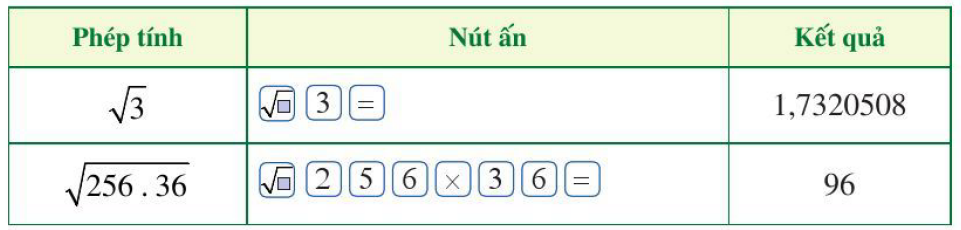 Phép tính Nút ấn Kết quả
√3 √□ 3 = 1,7320508
√256 . 36 √□ 2 5 6 × 3 6 = 96